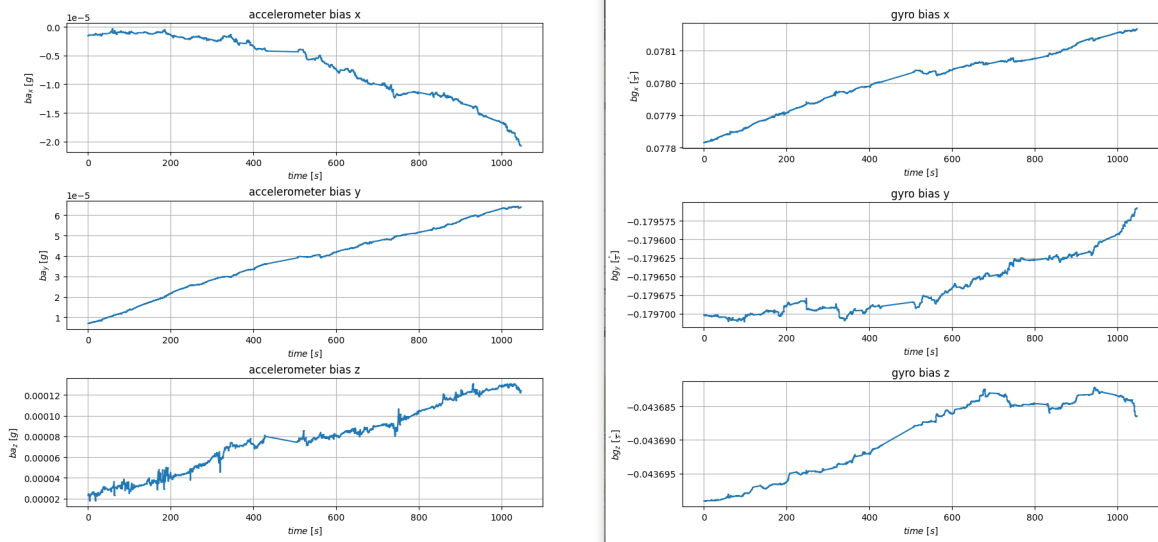 accelerometer bias x
1e−5
0.0
−0.5
−1.0
−1.5
−2.0
ba_x [g]
0 200 400 600 800 1000
time [s]
accelerometer bias y
1e−5
6
5
4
3
2
1
ba_y [g]
0 200 400 600 800 1000
time [s]
accelerometer bias z
0.00012
0.00010
0.00008
0.00006
0.00004
0.00002
ba_z [g]
0 200 400 600 800 1000
time [s]
gyro bias x
0.0781
0.0780
0.0779
0.0778
0 200 400 600 800 1000
time [s]
gyro bias y
−0.179575
−0.179600
−0.179625
−0.179650
−0.179675
−0.179700
0 200 400 600 800 1000
time [s]
gyro bias z
−0.043685
−0.043690
−0.043695
0 200 400 600 800 1000
time [s]